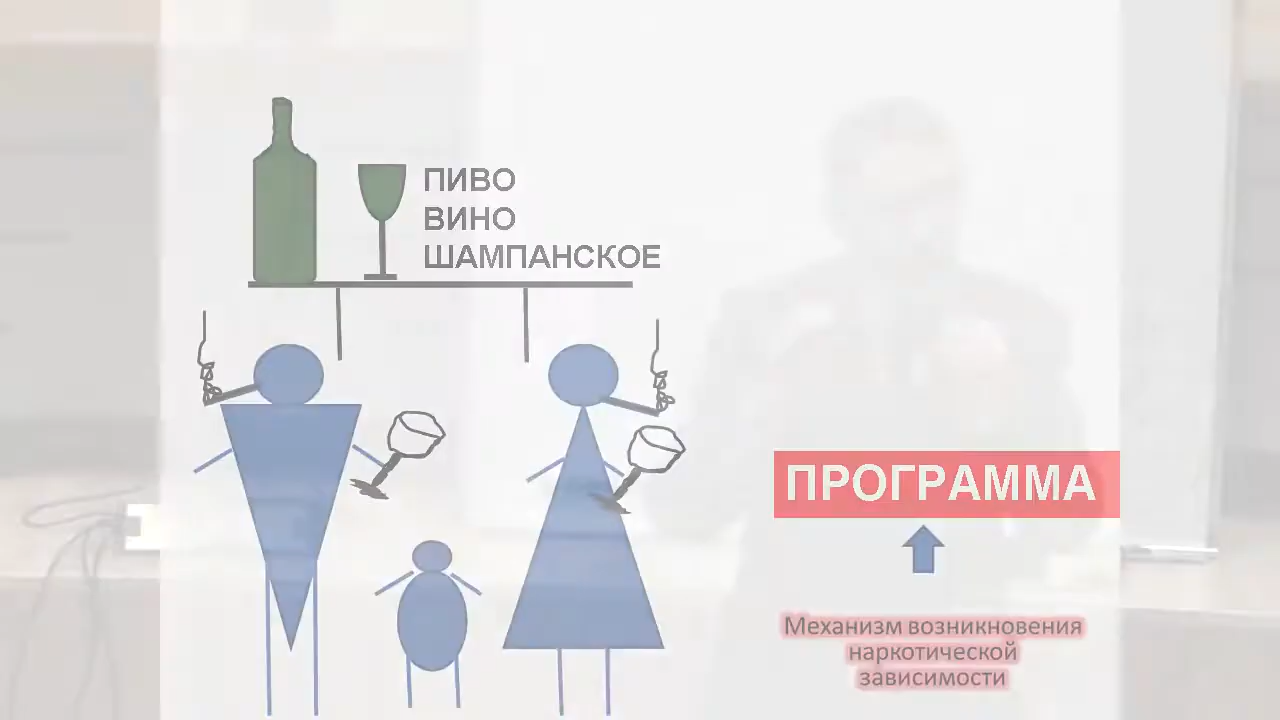 ПИВО
ВИНО
ШАМПАНСКОЕ
ПРОГРАММА
Механизм возникновения
наркотической
зависимости